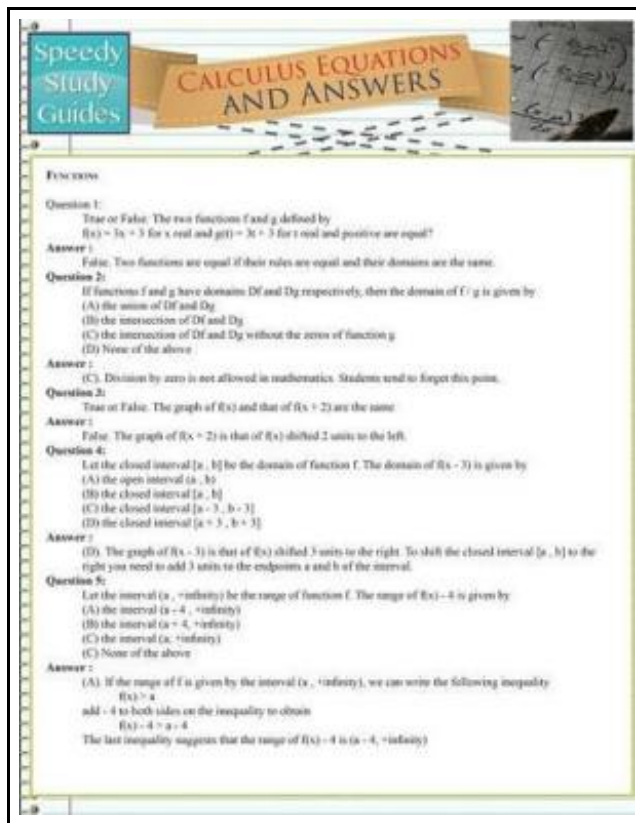 Speedy
Study
Guides
CALCULUS EQUATIONS
AND ANSWERS
FUNCTIONS
Question 1:
True or False. The two functions f and g defined by
f(x) = 3x + 3 for x real and g(t) = 3t + 3 for t real and positive are equal?
Answer :
False. Two functions are equal if their rules are equal and their domains are the same.
Question 2:
If functions f and g have domains Df and Dg respectively, then the domain of f / g is given by
(A) the union of Df and Dg
(B) the intersection of Df and Dg
(C) the intersection of Df and Dg without the zeros of function g
(D) None of the above
Answer :
(C). Division by zero is not allowed in mathematics. Students tend to forget this point.
Question 3:
True or False. The graph of f(x) and that of f(x + 2) are the same
Answer :
False. The graph of f(x + 2) is that of f(x) shifted 2 units to the left.
Question 4:
Let the closed interval [a , b] be the domain of function f. The domain of f(x - 3) is given by
(A) the open interval (a , b)
(B) the closed interval [a , b]
(C) the closed interval [a - 3 , b - 3]
(D) the closed interval [a + 3 , b + 3]
Answer :
(D). The graph of f(x - 3) is that of f(x) shifted 3 units to the right. To shift the closed interval [a , b] to the
right you need to add 3 units to the endpoints a and b of the interval.
Question 5:
Let the interval (a , +infinity) be the range of function f. The range of f(x) - 4 is given by
(A) the interval (a - 4 , +infinity)
(B) the interval (a + 4, +infinity)
(C) the interval (a, +infinity)
(C) None of the above
Answer :
(A). If the range of f is given by the interval (a , +infinity), we can write the following inequality
f(x) > a
add - 4 to both sides on the inequality to obtain
f(x) - 4 > a - 4
The last inequality suggests that the range of f(x) - 4 is (a - 4, +infinity)